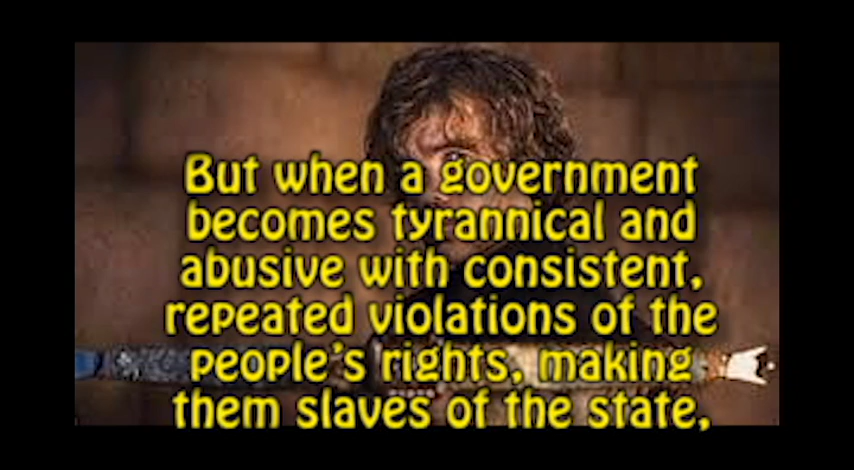 But when a government
becomes tyrannical and
abusive with consistent,
repeated violations of the
people's rights, making
them slaves of the state,